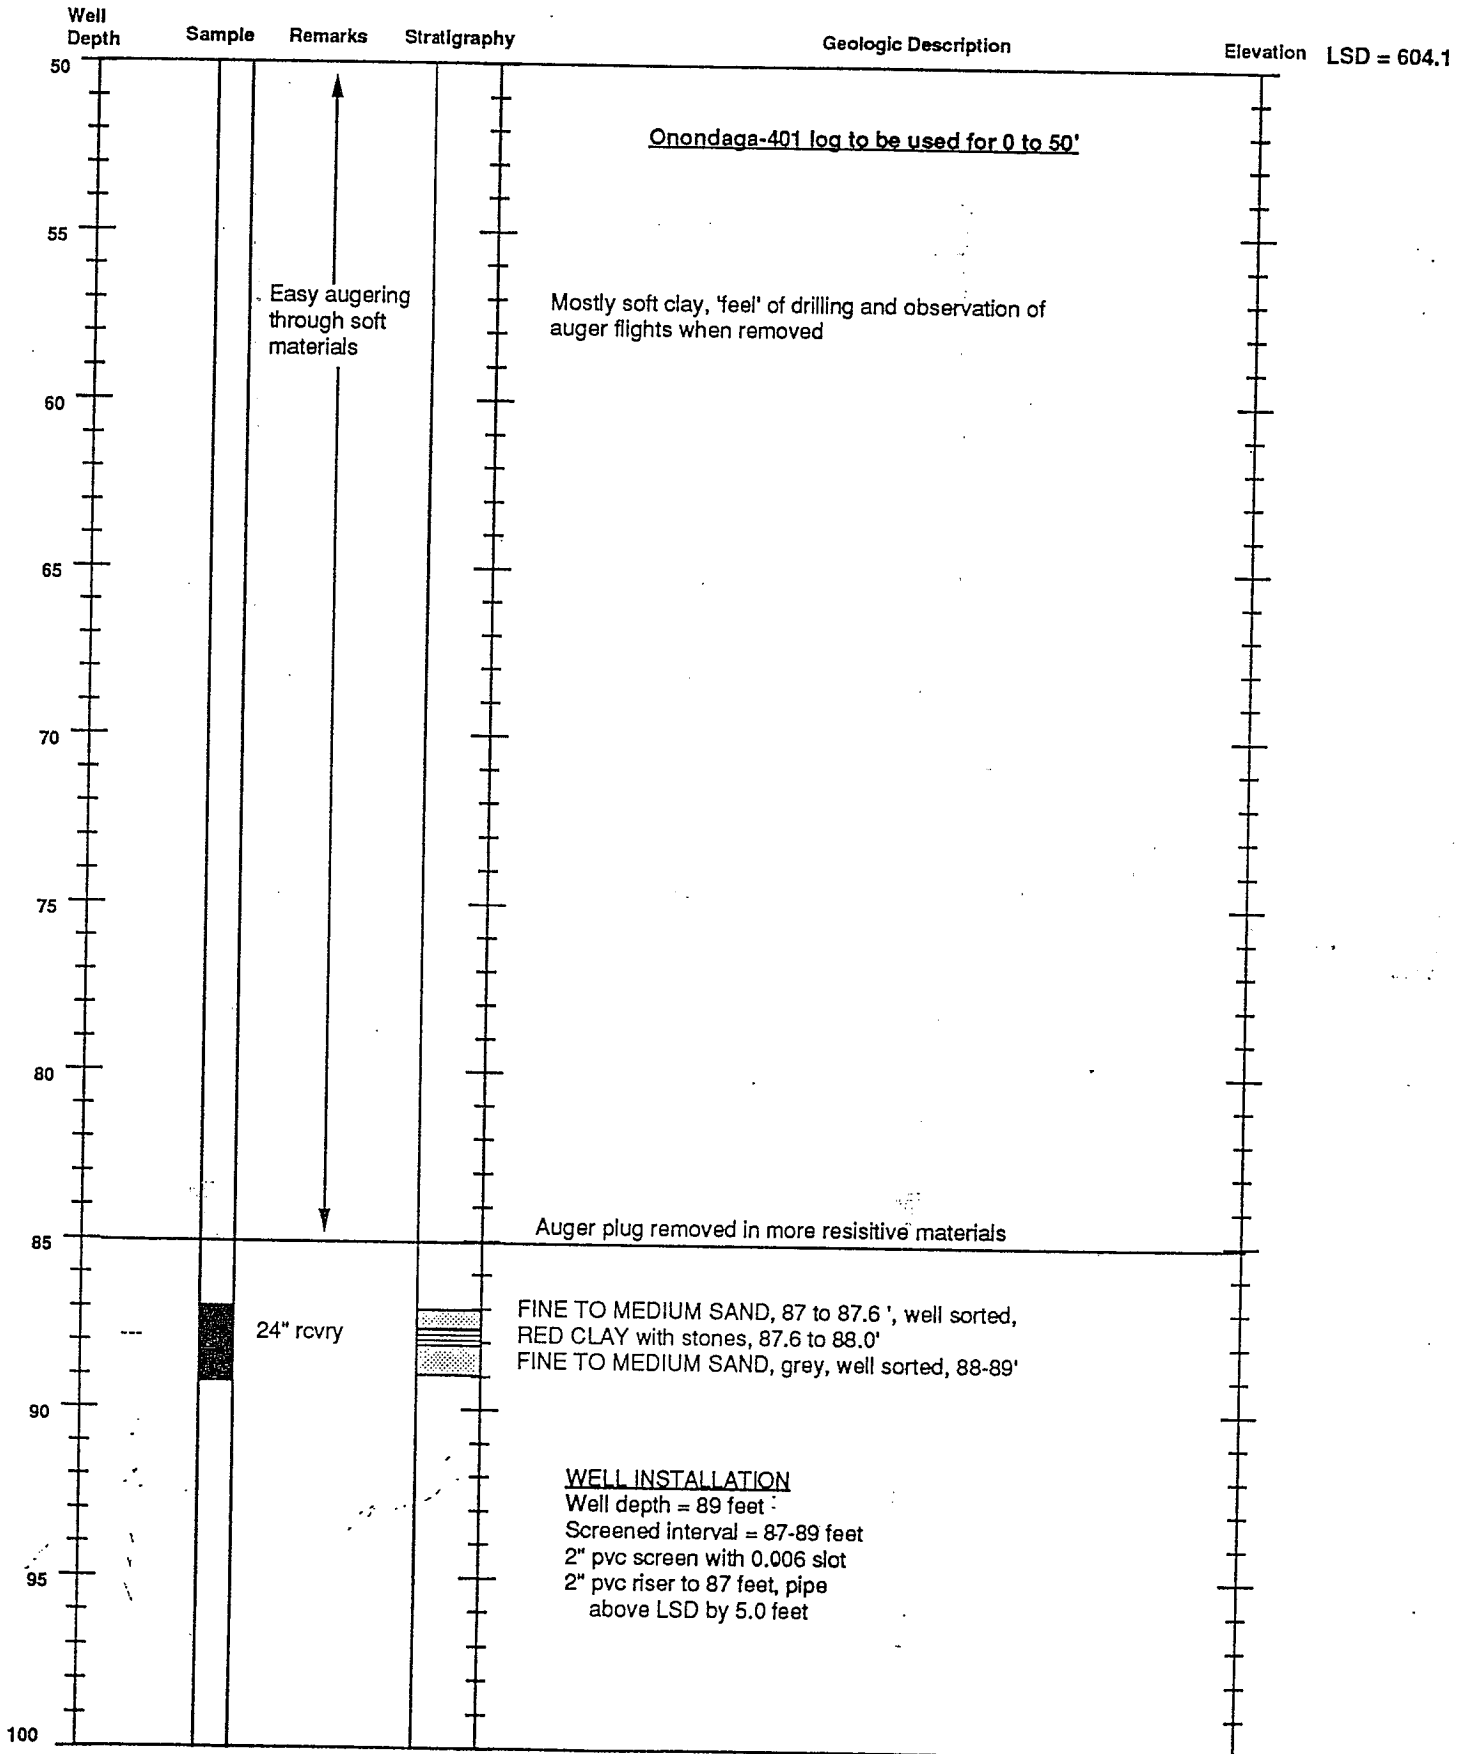 Well
Depth Sample Remarks Stratigraphy Geologic Description Elevation LSD = 604.1
50
Onondaga-401 log to be used for 0 to 50'
55
Easy augering
through soft
materials
Mostly soft clay, 'feel' of drilling and observation of
auger flights when removed
60
65
70
75
80
Auger plug removed in more resisitive materials
85
24" rcvry
FINE TO MEDIUM SAND, 87 to 87.6 ', well sorted,
RED CLAY with stones, 87.6 to 88.0'
FINE TO MEDIUM SAND, grey, well sorted, 88-89'
90
WELL INSTALLATION
Well depth = 89 feet
Screened interval = 87-89 feet
2" pvc screen with 0.006 slot
2" pvc riser to 87 feet, pipe
above LSD by 5.0 feet
95
100